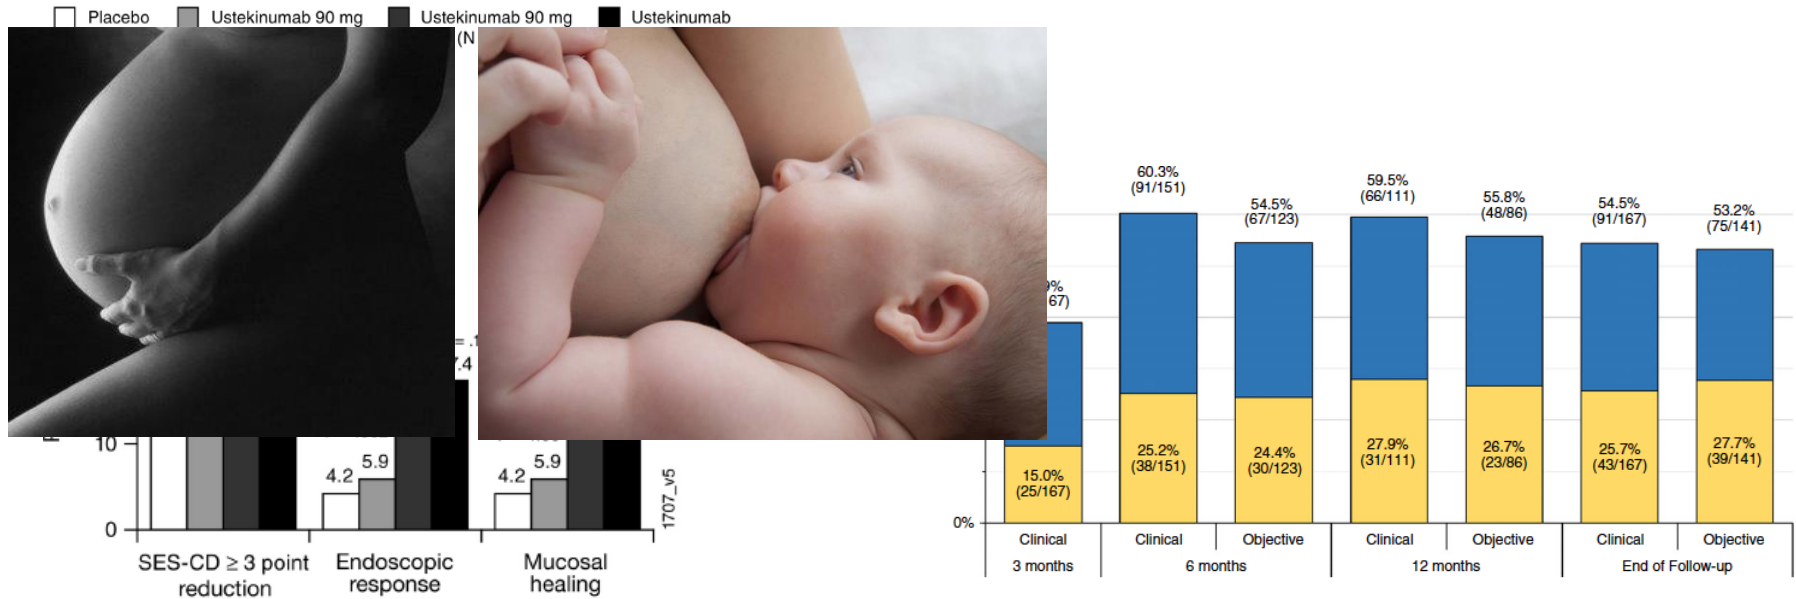 Placebo
Ustekinumab 90 mg
Ustekinumab 90 mg
Ustekinumab
(N
7.4
10
4.2
5.9
4.2
5.9
0
SES-CD ≥ 3 point
reduction
Endoscopic
response
Mucosal
healing
1707_v5
9%
67)
60.3%
(91/151)
54.5%
(67/123)
59.5%
(66/111)
55.8%
(48/86)
54.5%
(91/167)
53.2%
(75/141)
15.0%
(25/167)
25.2%
(38/151)
24.4%
(30/123)
27.9%
(31/111)
26.7%
(23/86)
25.7%
(43/167)
27.7%
(39/141)
0%
Clinical
Clinical
Objective
Clinical
Objective
Clinical
Objective
3 months
6 months
12 months
End of Follow-up